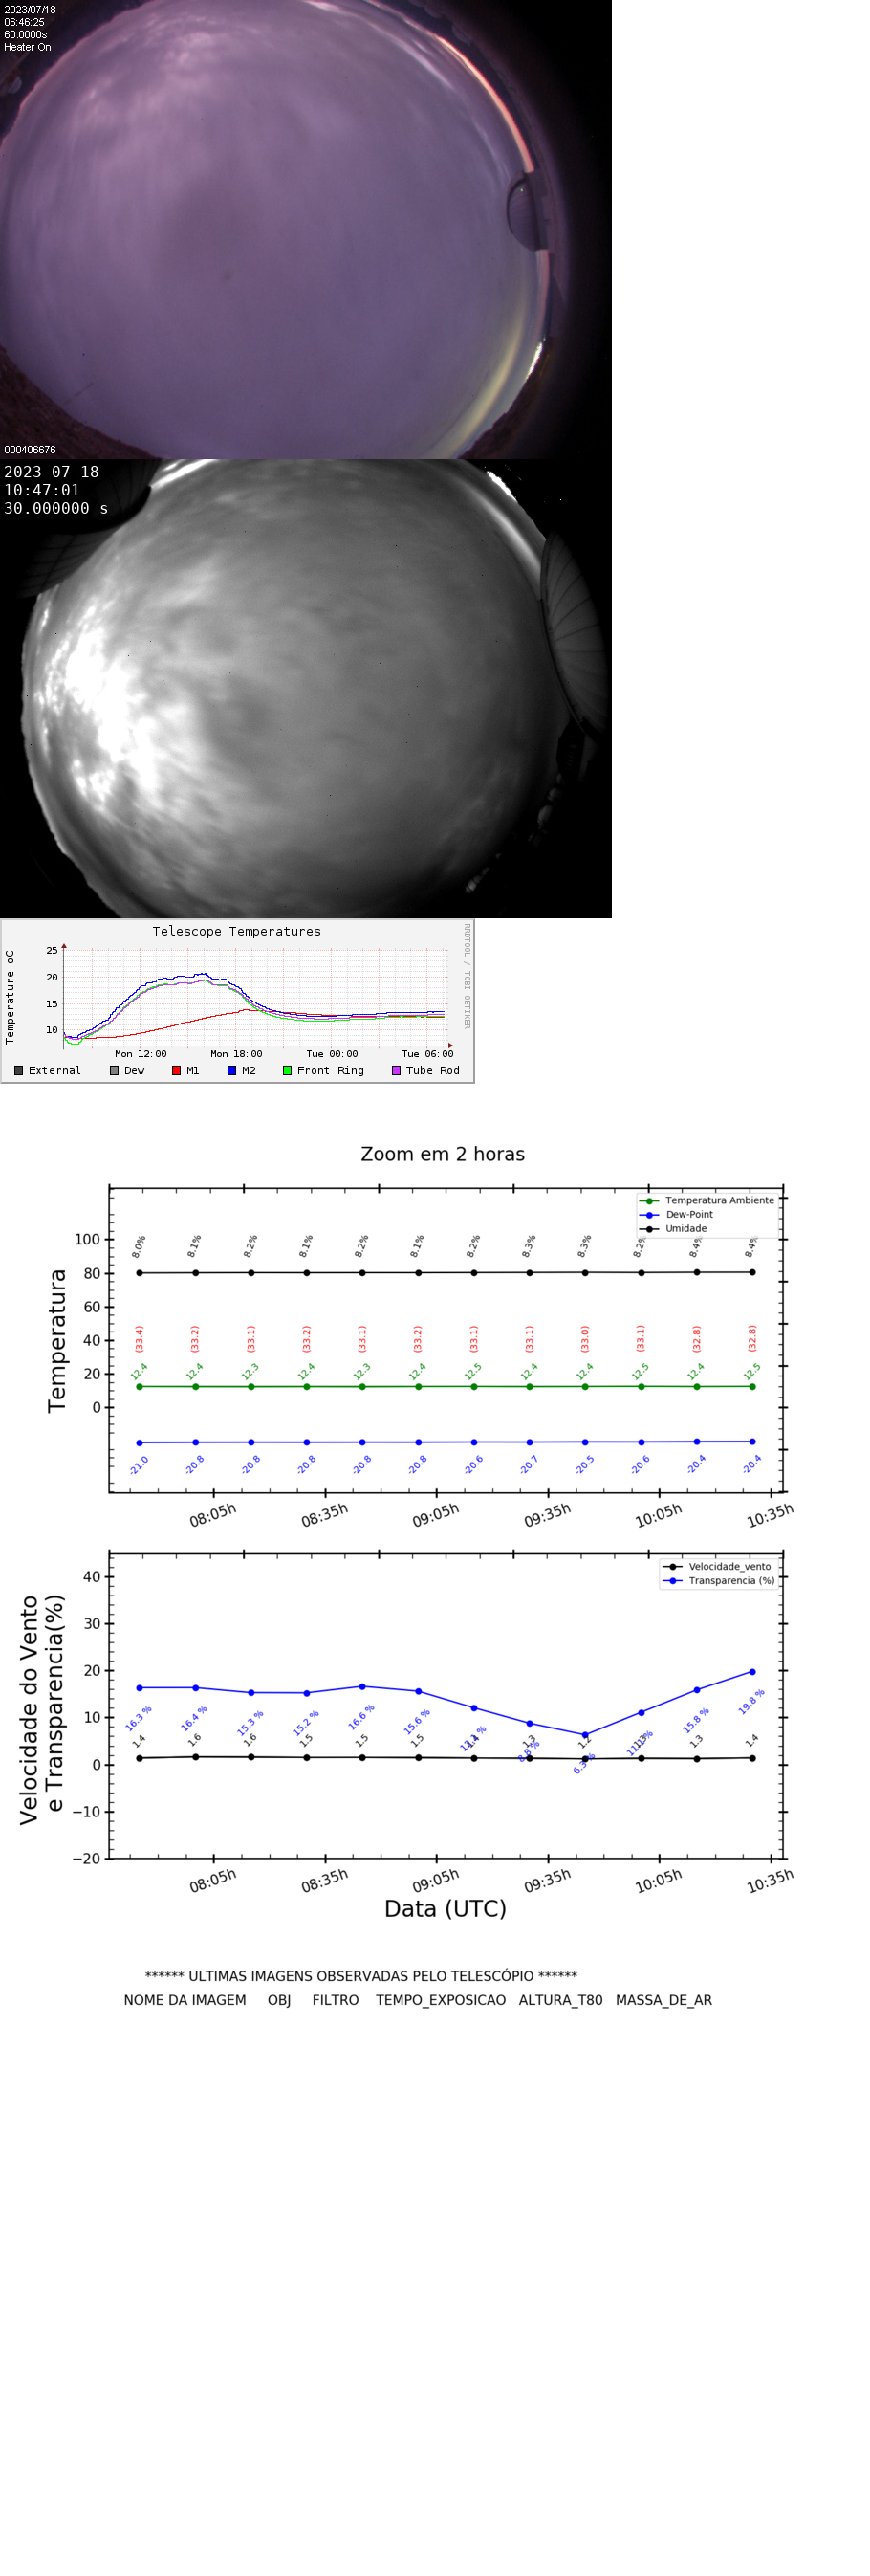 2023/07/18
06:46:25
60.0000s
Heater On
000406676
2023-07-18
10:47:01
30.000000 s
Telescope Temperatures
RRDTOOL / TOBI OETIKER
Temperature oC
25
20
15
10
Mon 12:00 Mon 18:00 Tue 00:00 Tue 06:00
External Dew M1 M2 Front Ring Tube Rod
Zoom em 2 horas
Temperatura Ambiente
Dew-Point
Umidade
Temperatura
100
80
60
40
20
0
8.0% 8.1% 8.2% 8.1% 8.2% 8.1% 8.2% 8.3% 8.3% 8.2% 8.4% 8.4%
(33.4) (33.2) (33.1) (33.2) (33.1) (33.2) (33.1) (33.1) (33.0) (33.1) (32.8) (32.8)
12.4 12.4 12.3 12.4 12.3 12.4 12.5 12.4 12.4 12.5 12.4 12.5
-21.0 -20.8 -20.8 -20.8 -20.8 -20.8 -20.6 -20.7 -20.5 -20.6 -20.4 -20.4
08:05h 08:35h 09:05h 09:35h 10:05h 10:35h
Velocidade_vento
Transparencia (%)
Velocidade do Vento
e Transparencia(%)
40
30
20
10
0
−10
−20
16.3 % 16.4 % 15.3 % 15.2 % 16.6 % 15.6 % 8.8 % 6.3 % 15.8 % 19.8 %
1.4 1.6 1.6 1.5 1.5 1.5 1.4 1.3 1.2 1.3 1.3 1.4
08:05h 08:35h 09:05h 09:35h 10:05h 10:35h
Data (UTC)
****** ULTIMAS IMAGENS OBSERVADAS PELO TELESCÓPIO ******
NOME DA IMAGEM OBJ FILTRO TEMPO_EXPOSICAO ALTURA_T80 MASSA_DE_AR